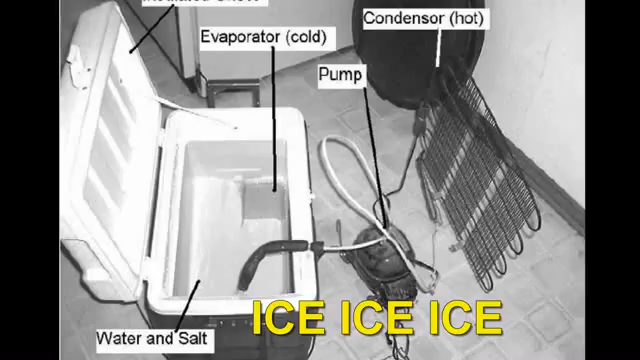 Evaporator (cold)
Condensor (hot)
Pump
ICE ICE ICE
Water and Salt